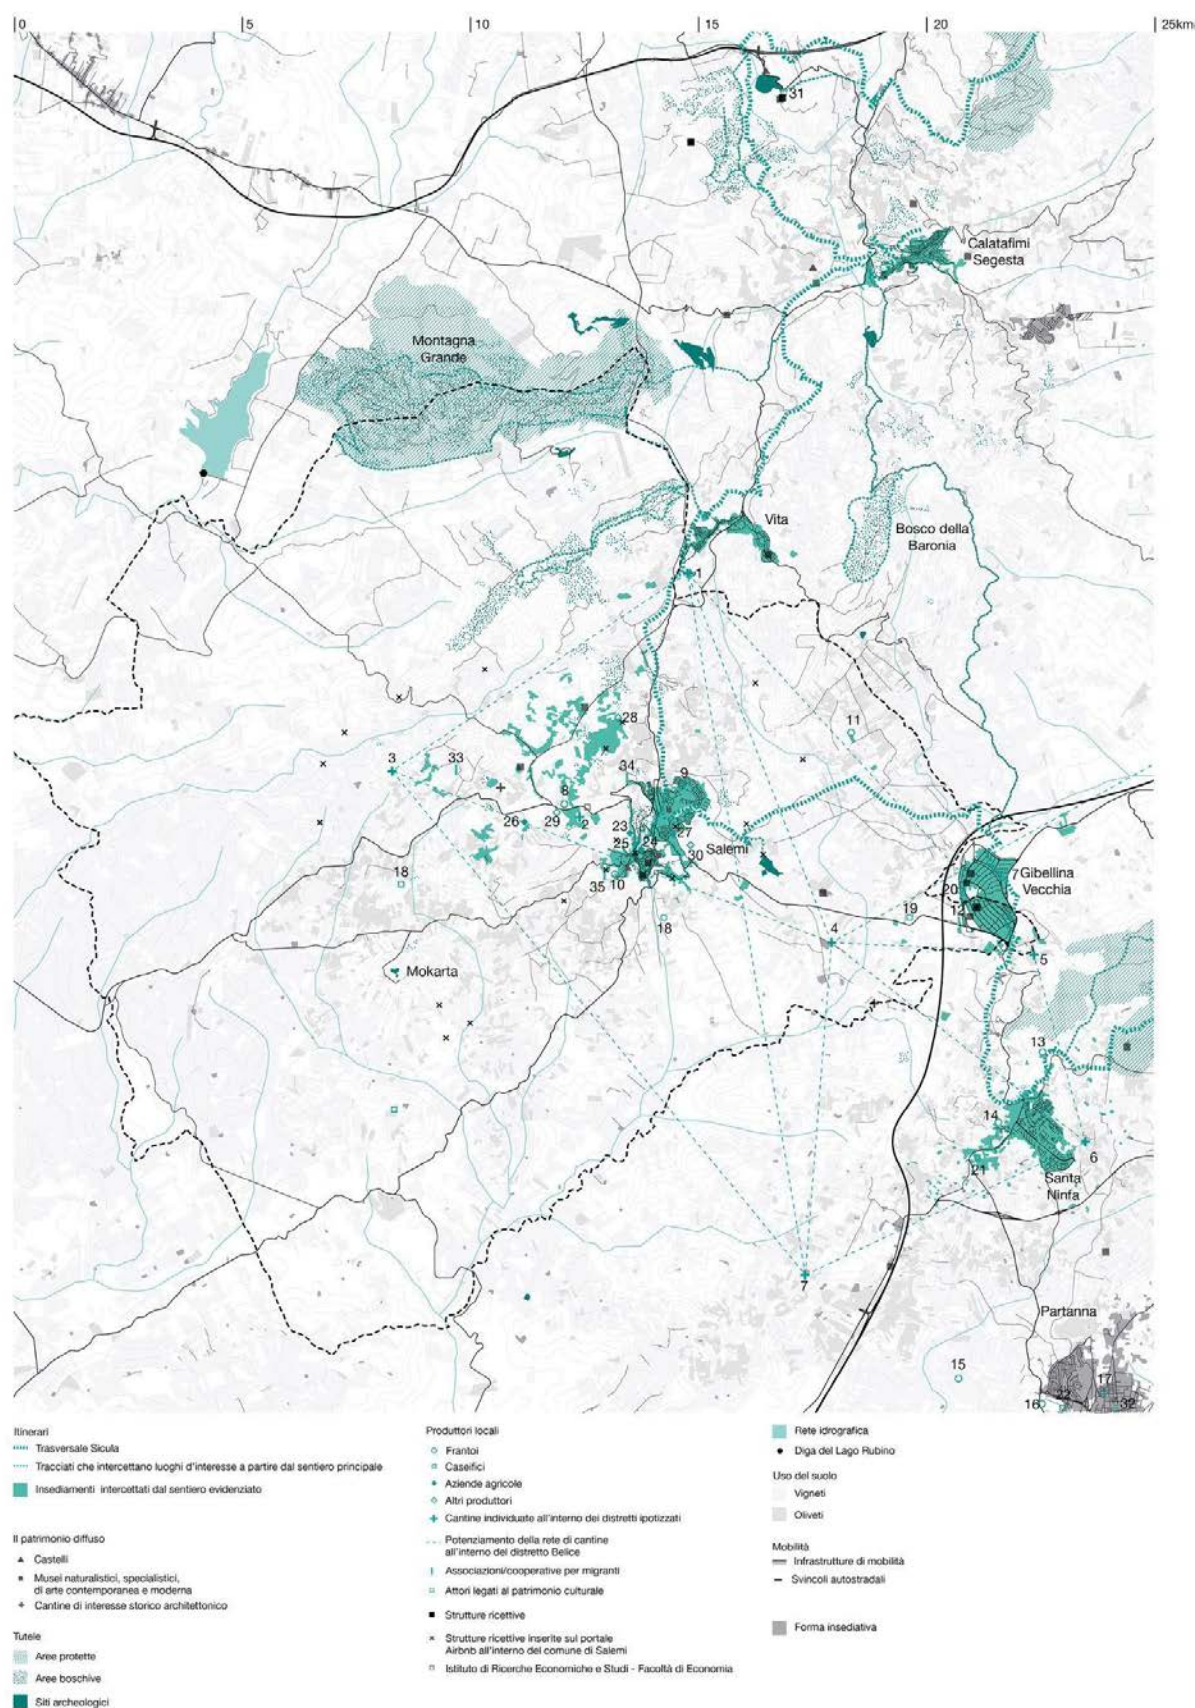 0
5
10
15
20
25km
31
Calatafimi
Segesta
Montagna
Grande
Vita
Bosco della
Baronia
1
28
11
3
33
34
9
8
26
29
2
23
27
25
24
Salemi
30
18
35
10
7
Gibellina
Vecchia
20
12
19
18
4
5
Mokarta
13
14
6
21
Santa
Ninfa
7
Partanna
15
17
16
22
32
Itinerari
Trasversale Sicula
Tracciati che intercettano luoghi d'interesse a partire dal sentiero principale
Insediamenti intercettati dal sentiero evidenziato
Il patrimonio diffuso
Castelli
Musei naturalistici, specialistici,
di arte contemporanea e moderna
Cantine di interesse storico architettonico
Tutele
Aree protette
Aree boschive
Siti archeologici
Produttori locali
Frantoi
Caseifici
Aziende agricole
Altri produttori
Cantine individuate all'interno dei distretti ipotizzati
Potenziamento della rete di cantine
all'interno del distretto Belice
Associazioni/cooperative per migranti
Attori legati al patrimonio culturale
Strutture ricettive
Strutture ricettive inserite sul portale
Airbnb all'interno del comune di Salemi
Istituto di Ricerche Economiche e Studi - Facoltà di Economia
Rete idrografica
Diga del Lago Rubino
Uso del suolo
Vigneti
Oliveti
Mobilità
Infrastrutture di mobilità
Svincoli autostradali
Forma insediativa